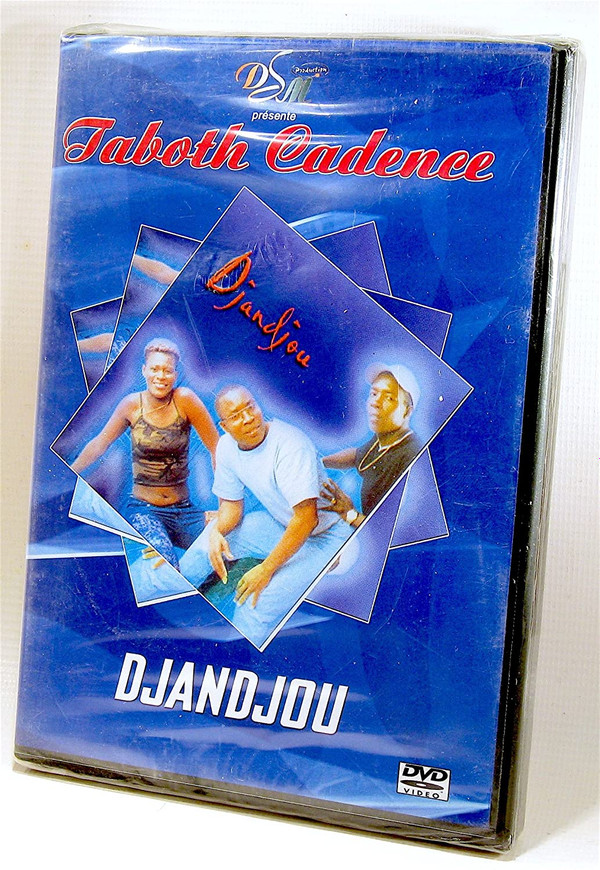 DSM Production
présente
Taboth Cadence
Djandjou
DJANDJOU
DVD
VIDEO